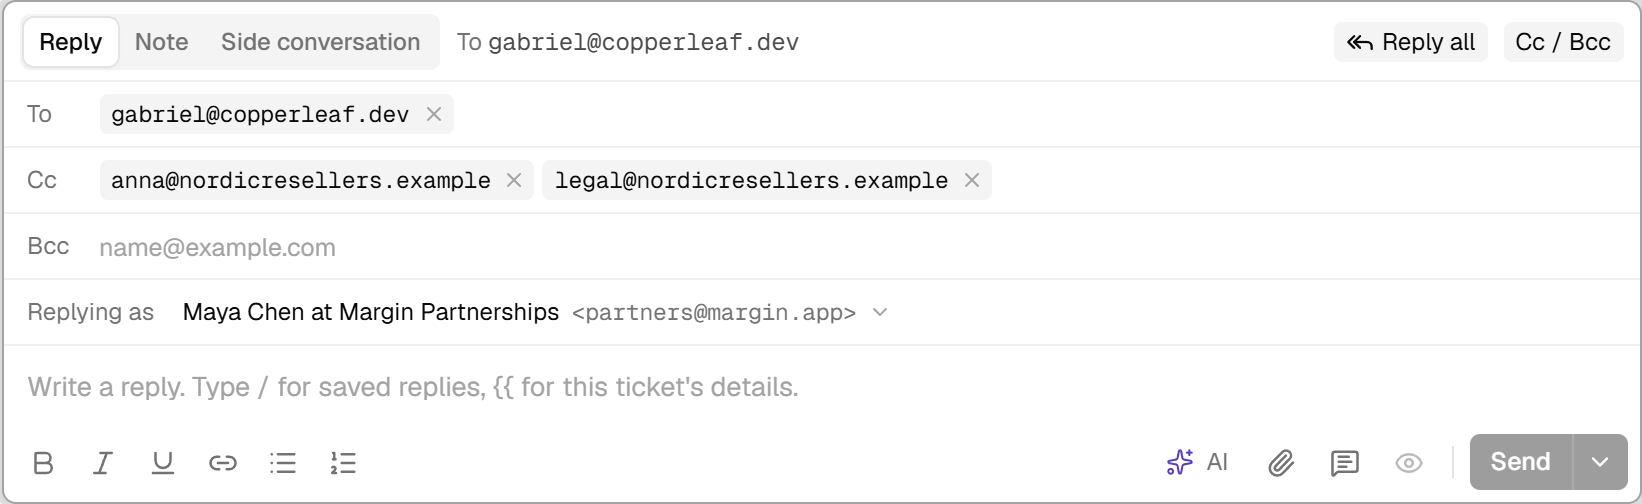 Reply Note Side conversation To gabriel@copperleaf.dev Reply all Cc / Bcc
To gabriel@copperleaf.dev
Cc anna@nordicresellers.example legal@nordicresellers.example
Bcc name@example.com
Replying as Maya Chen at Margin Partnerships <partners@margin.app>
Write a reply. Type / for saved replies, {{ for this ticket's details.
AI Send